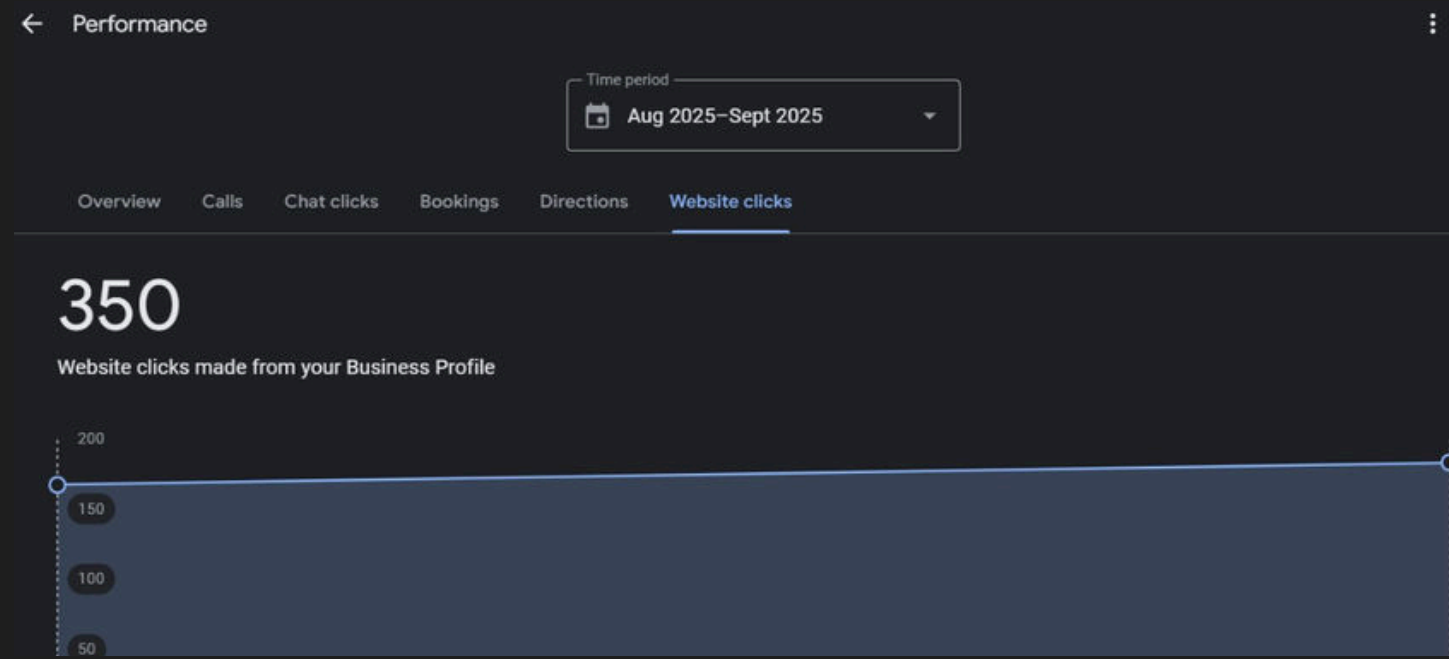 Performance
Time period
Aug 2025–Sept 2025
Overview Calls Chat clicks Bookings Directions Website clicks
350
Website clicks made from your Business Profile
200
150
100
50